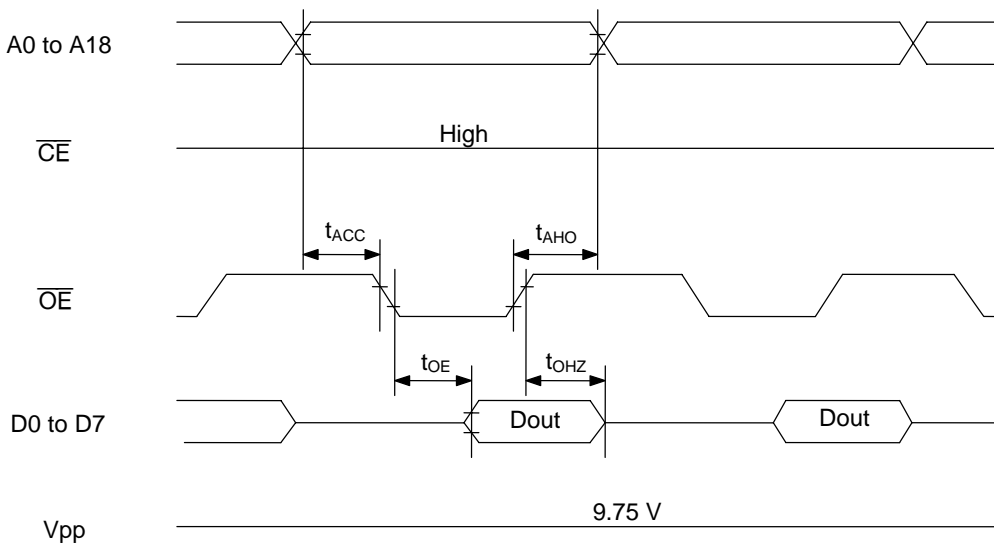 A0 to A18
High
CE
tACC
tAHO
OE
tOE
tOHZ
D0 to D7
Dout
Dout
9.75 V
Vpp